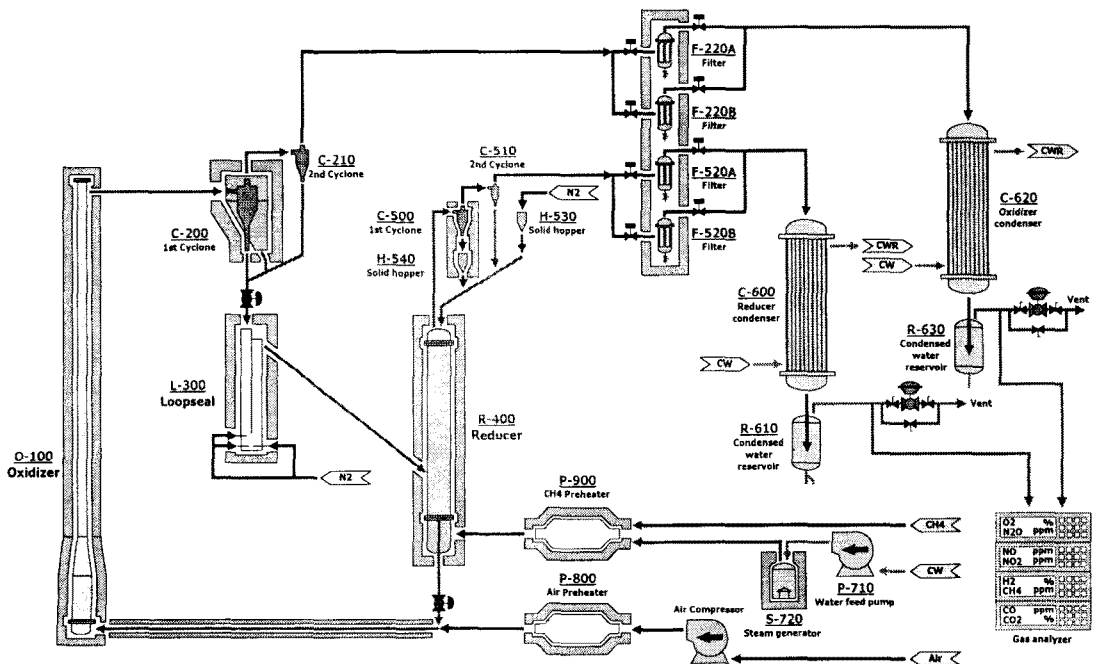 F-220A
Filter
F-220B
Filter
C-210
2nd Cyclone
C-510
2nd Cyclone
F-520A
Filter
CWR
C-620
Oxidizer
condenser
N2
C-500
1st Cyclone
H-530
Solid hopper
F-520B
Filter
C-200
1st Cyclone
H-540
Solid hopper
CWR
CW
C-600
Reducer
condenser
Vent
R-630
Condensed
water
reservoir
CW
L-300
Loopseal
R-400
Reducer
Vent
R-610
Condensed
water
reservoir
O-100
Oxidizer
N2
P-900
CH4 Preheater
CH4
O2 %
N2O ppm
NO ppm
NO2 ppm
H2 %
CH4 ppm
CO ppm
CO2 %
Gas analyzer
P-800
Air Preheater
CW
P-710
Water feed pump
Air Compressor
S-720
Steam generator
Air